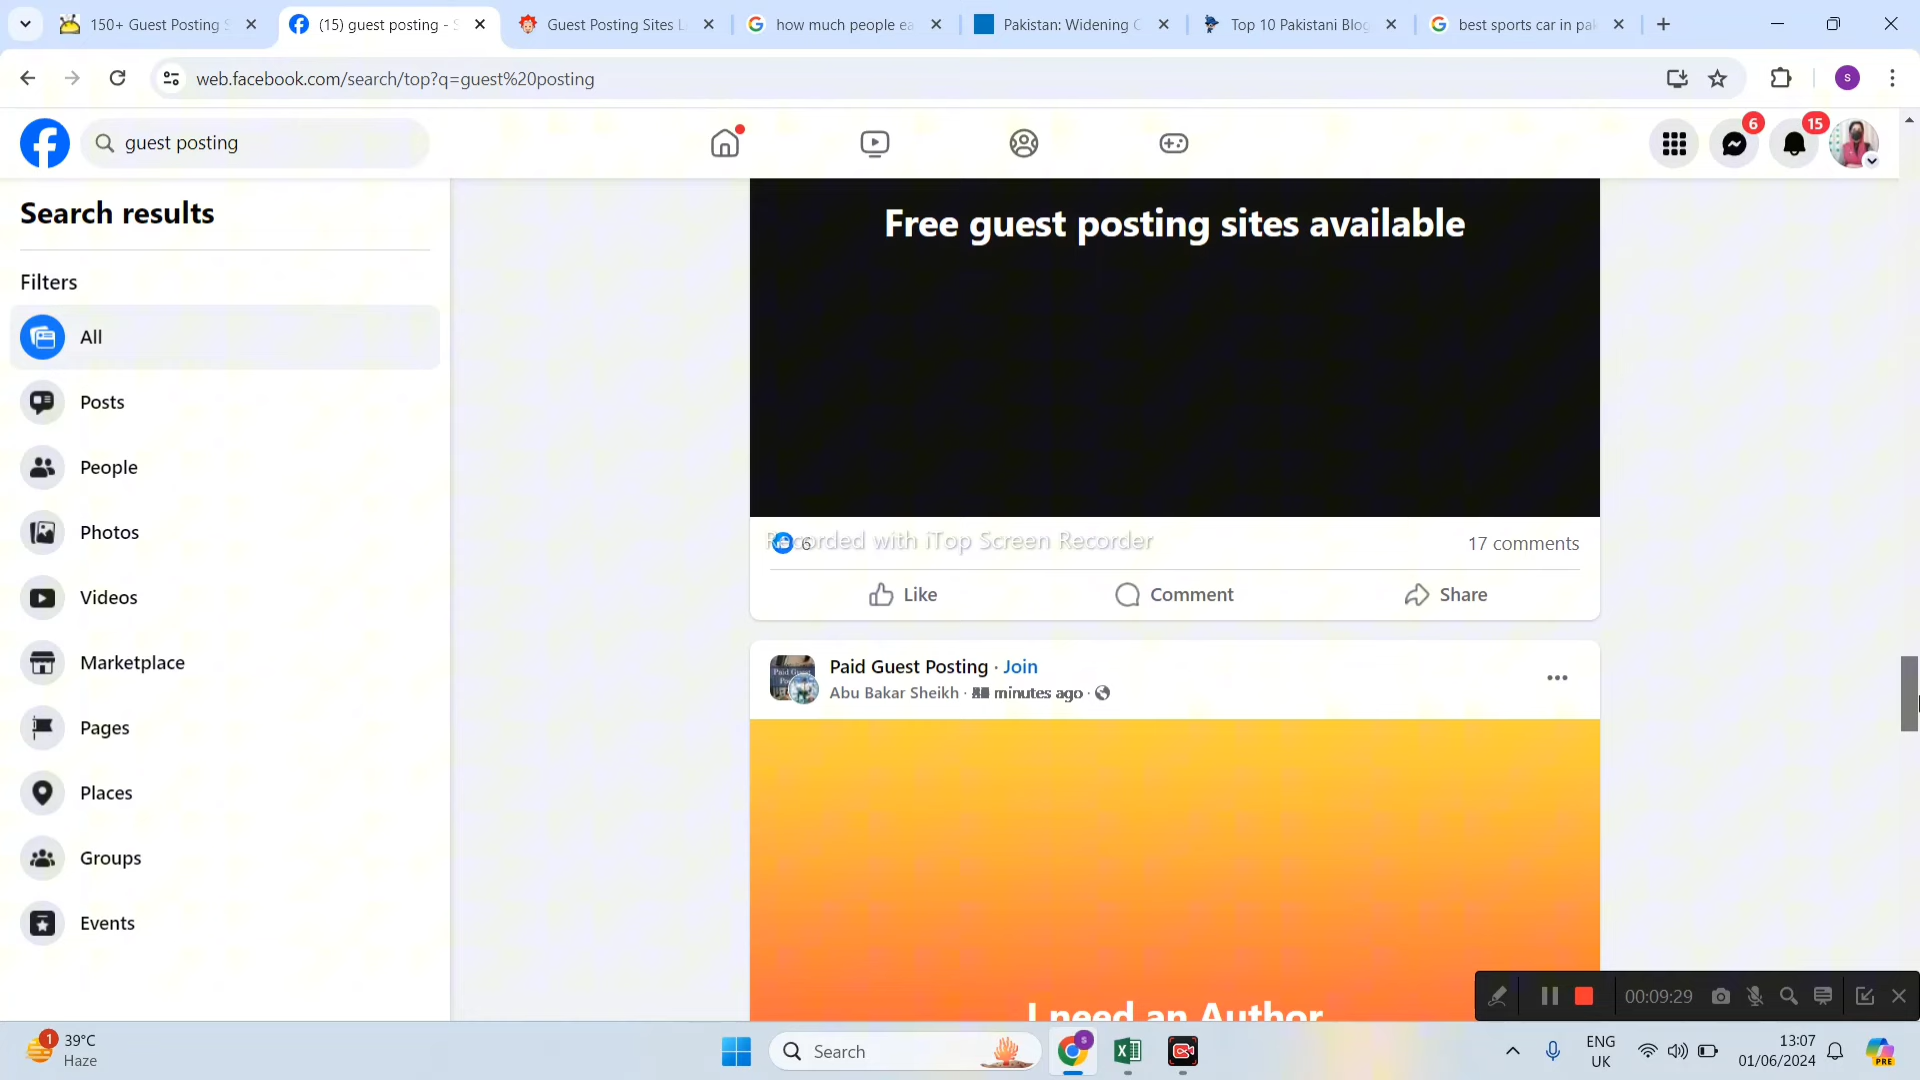 150+ Guest Posting S
(15) guest posting - S
Guest Posting Sites L
how much people ea
Pakistan: Widening C
Top 10 Pakistani Blog
best sports car in pak
web.facebook.com/search/top?q=guest%20posting
S
guest posting
6
15
Search results
Filters
All
Posts
People
Photos
Videos
Marketplace
Pages
Places
Groups
Events
Free guest posting sites available
6
Recorded with iTop Screen Recorder
17 comments
Like
Comment
Share
Paid Guest Posting · Join
Abu Bakar Sheikh · minutes ago ·
I need an Author
00:09:29
1
39°C
Haze
Search
S
ENG
UK
13:07
01/06/2024
PRE